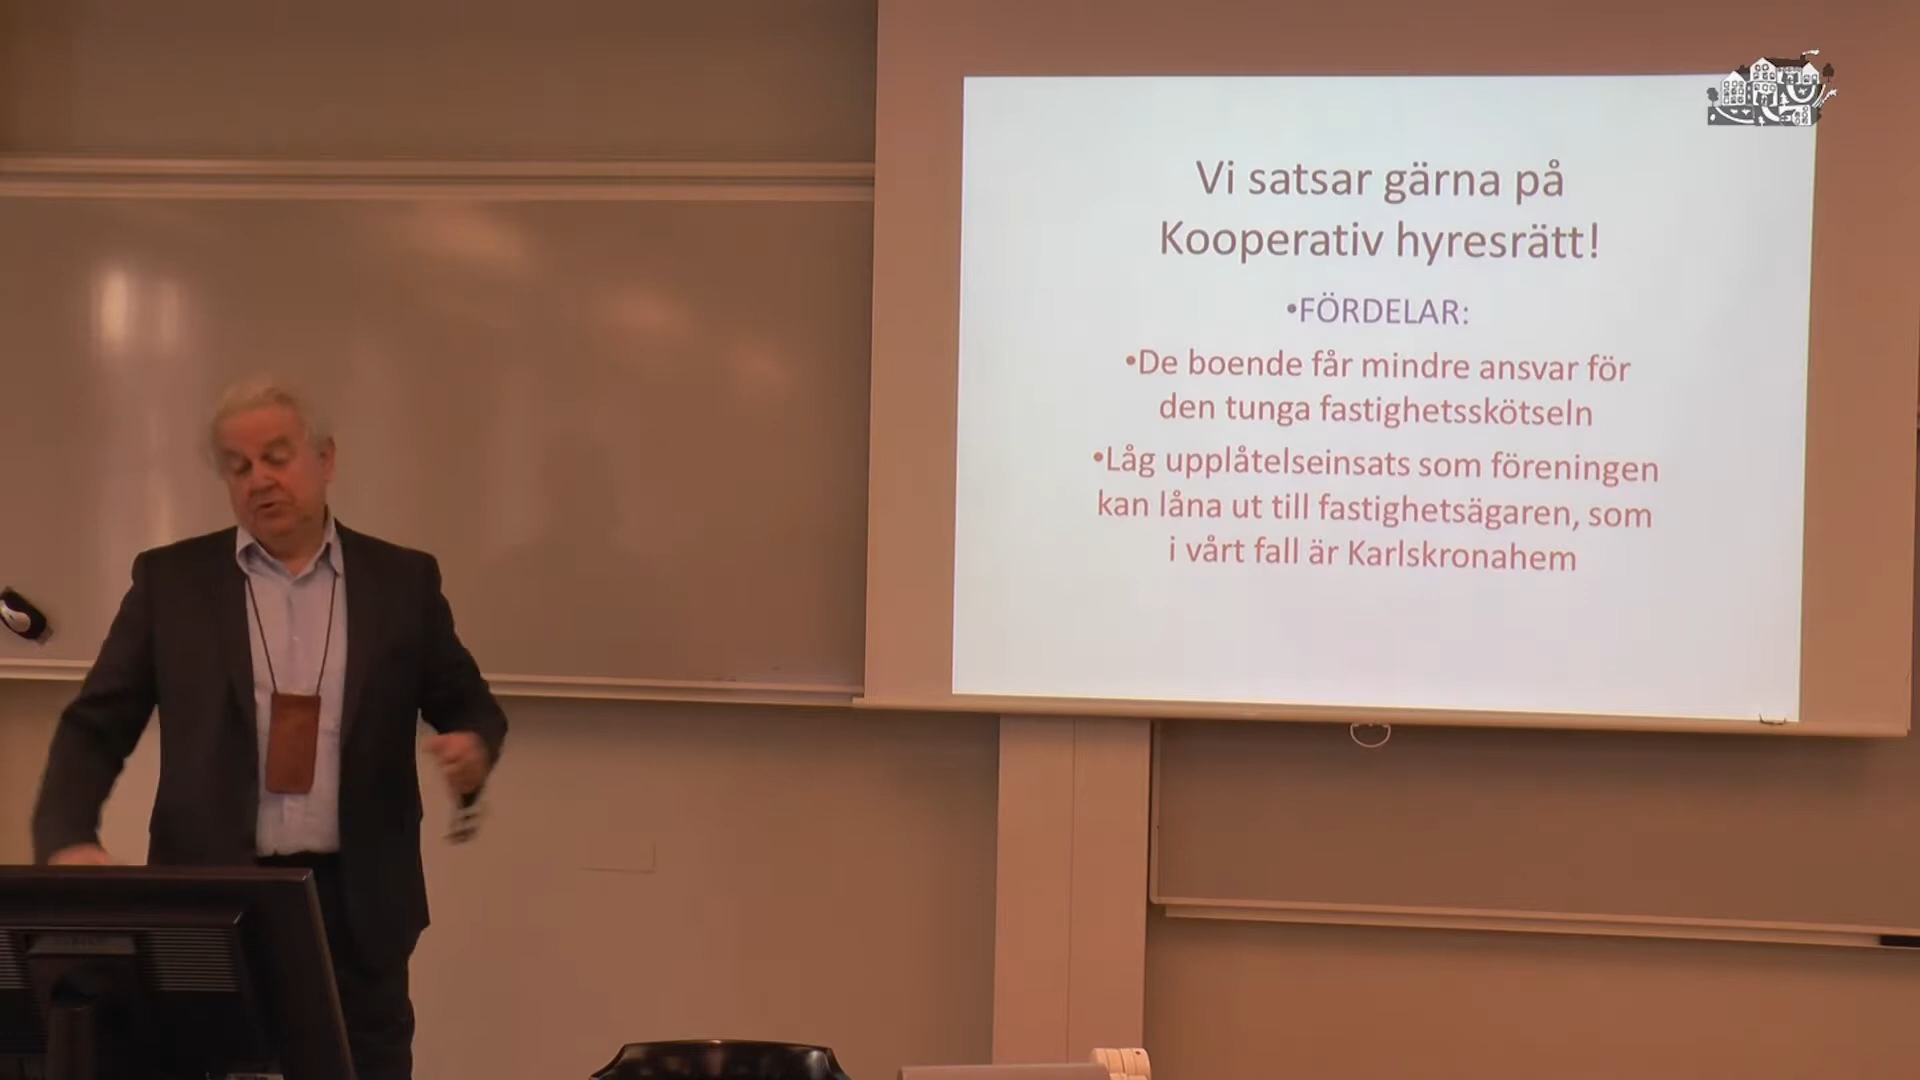 Vi satsar gärna på
Kooperativ hyresrätt!
•FÖRDELAR:
•De boende får mindre ansvar för
den tunga fastighetsskötseln
•Låg upplåtelseinsats som föreningen
kan låna ut till fastighetsägaren, som
i vårt fall är Karlskronahem